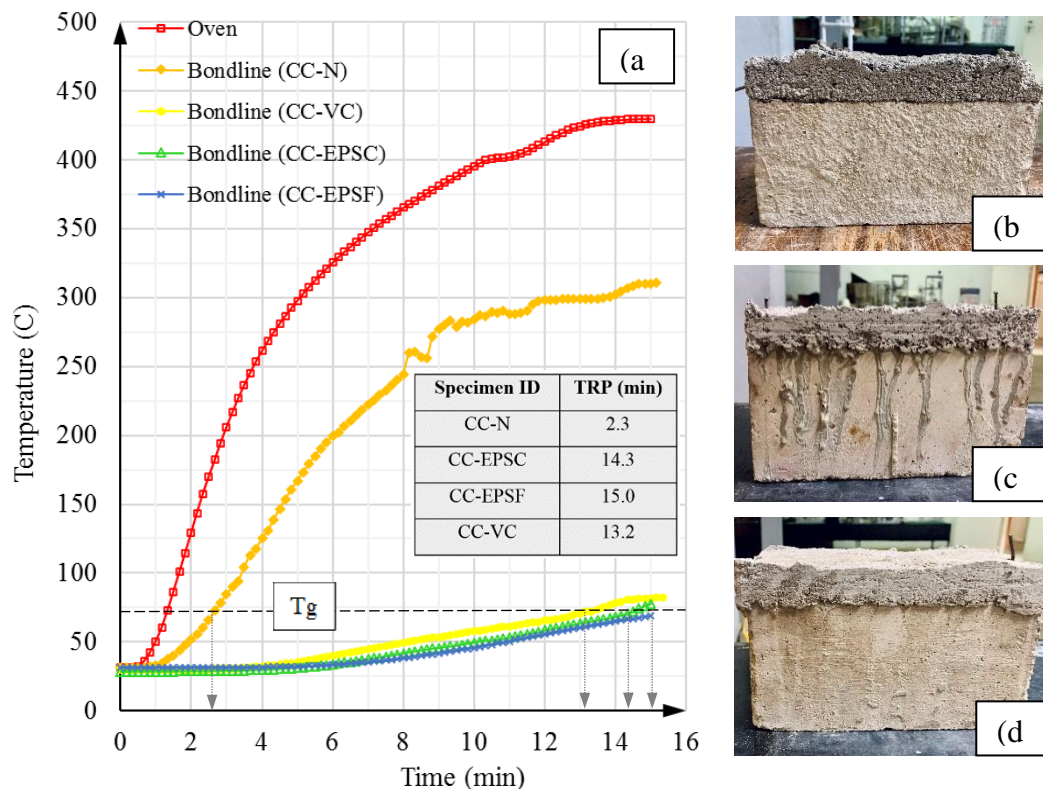 500
450
400
350
300
250
200
150
100
50
0
Temperature (C)
Oven
Bondline (CC-N)
Bondline (CC-VC)
Bondline (CC-EPSC)
Bondline (CC-EPSF)
(a
Specimen ID TRP (min)
CC-N 2.3
CC-EPSC 14.3
CC-EPSF 15.0
CC-VC 13.2
Tg
0 2 4 6 8 10 12 14 16
Time (min)
(b
(c
(d